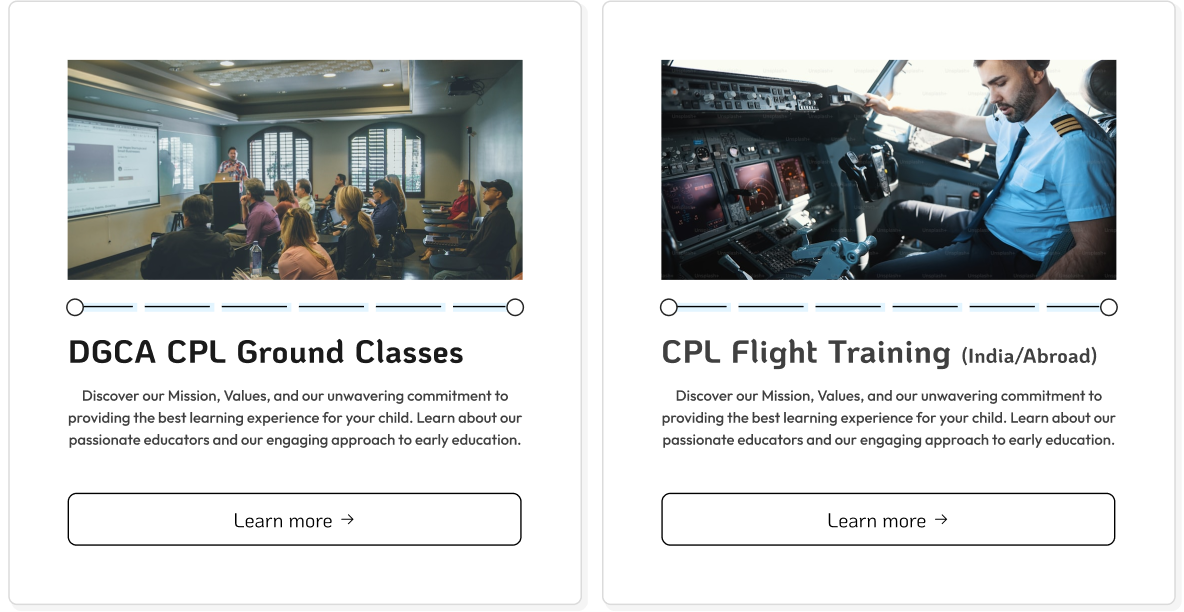 DGCA CPL Ground Classes
Discover our Mission, Values, and our unwavering commitment to
providing the best learning experience for your child. Learn about our
passionate educators and our engaging approach to early education.
Learn more →
CPL Flight Training (India/Abroad)
Discover our Mission, Values, and our unwavering commitment to
providing the best learning experience for your child. Learn about our
passionate educators and our engaging approach to early education.
Learn more →